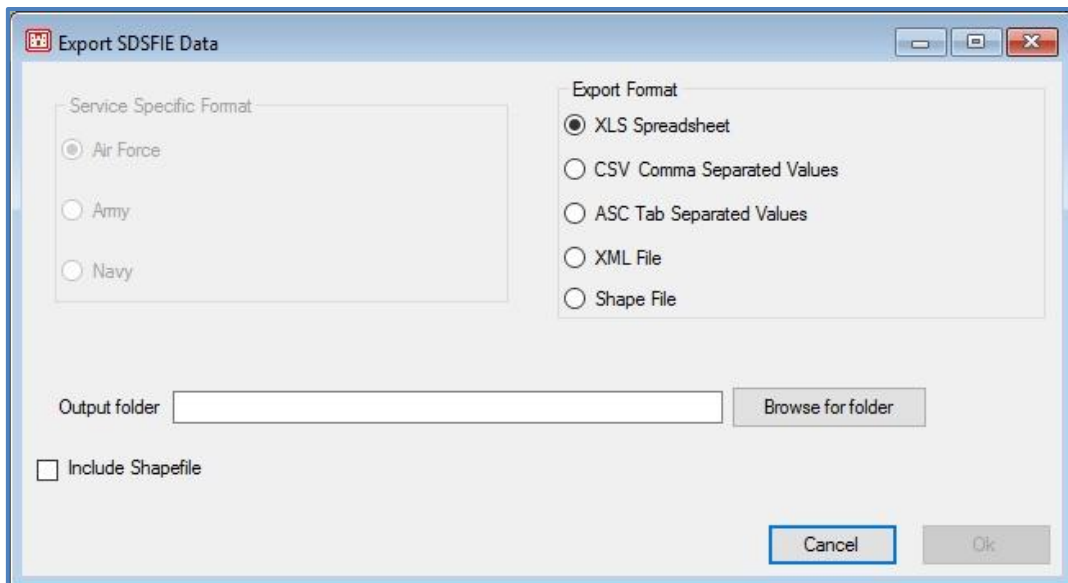 Export SDSFIE Data
Service Specific Format
Air Force
Army
Navy
Export Format
XLS Spreadsheet
CSV Comma Separated Values
ASC Tab Separated Values
XML File
Shape File
Output folder
Browse for folder
Include Shapefile
Cancel
Ok